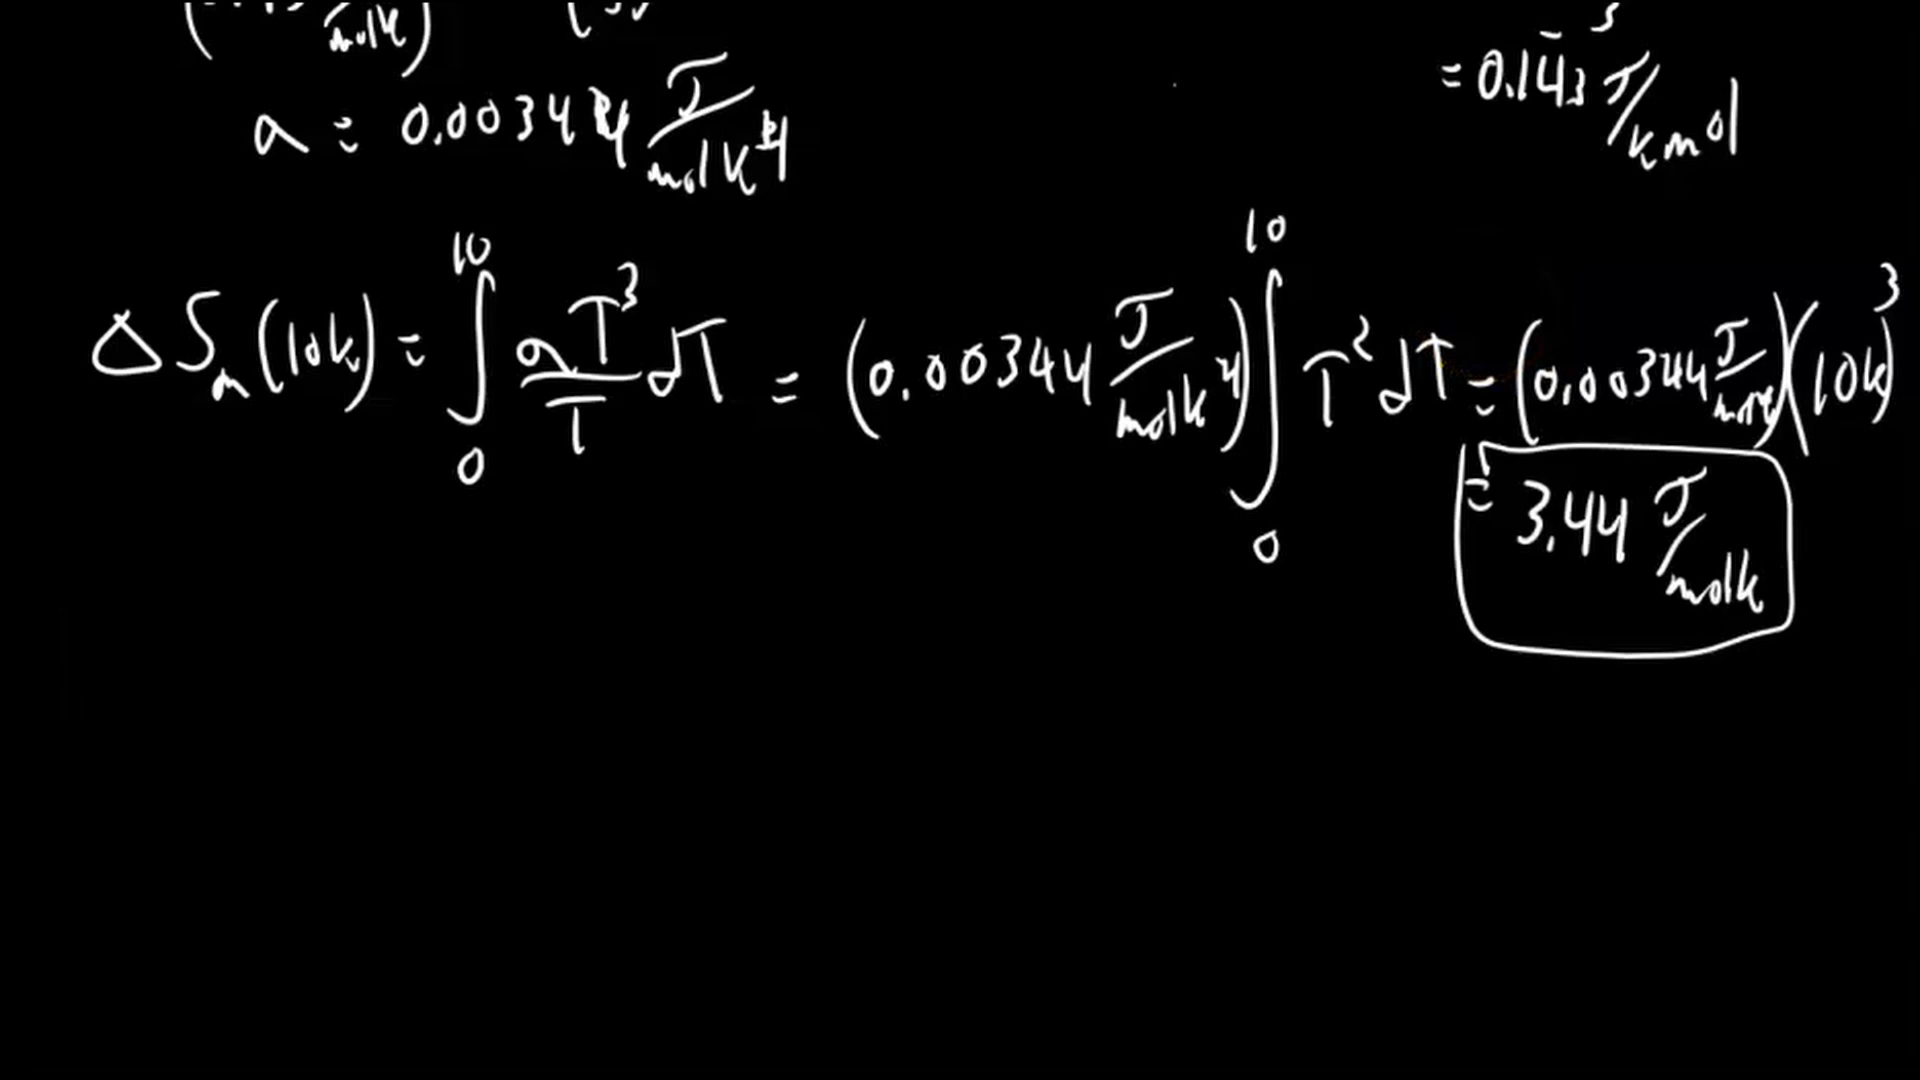 molk)
= 0.143 J/kmol
a = 0.00344 J/molk⁴
ΔSₘ(10k) = ∫₀¹⁰ aT³/T dT = (0.00344 J/molk⁴) ∫₀¹⁰ T² dT = (0.00344 J/molk⁴)(10k)³
= 3.44 J/molk